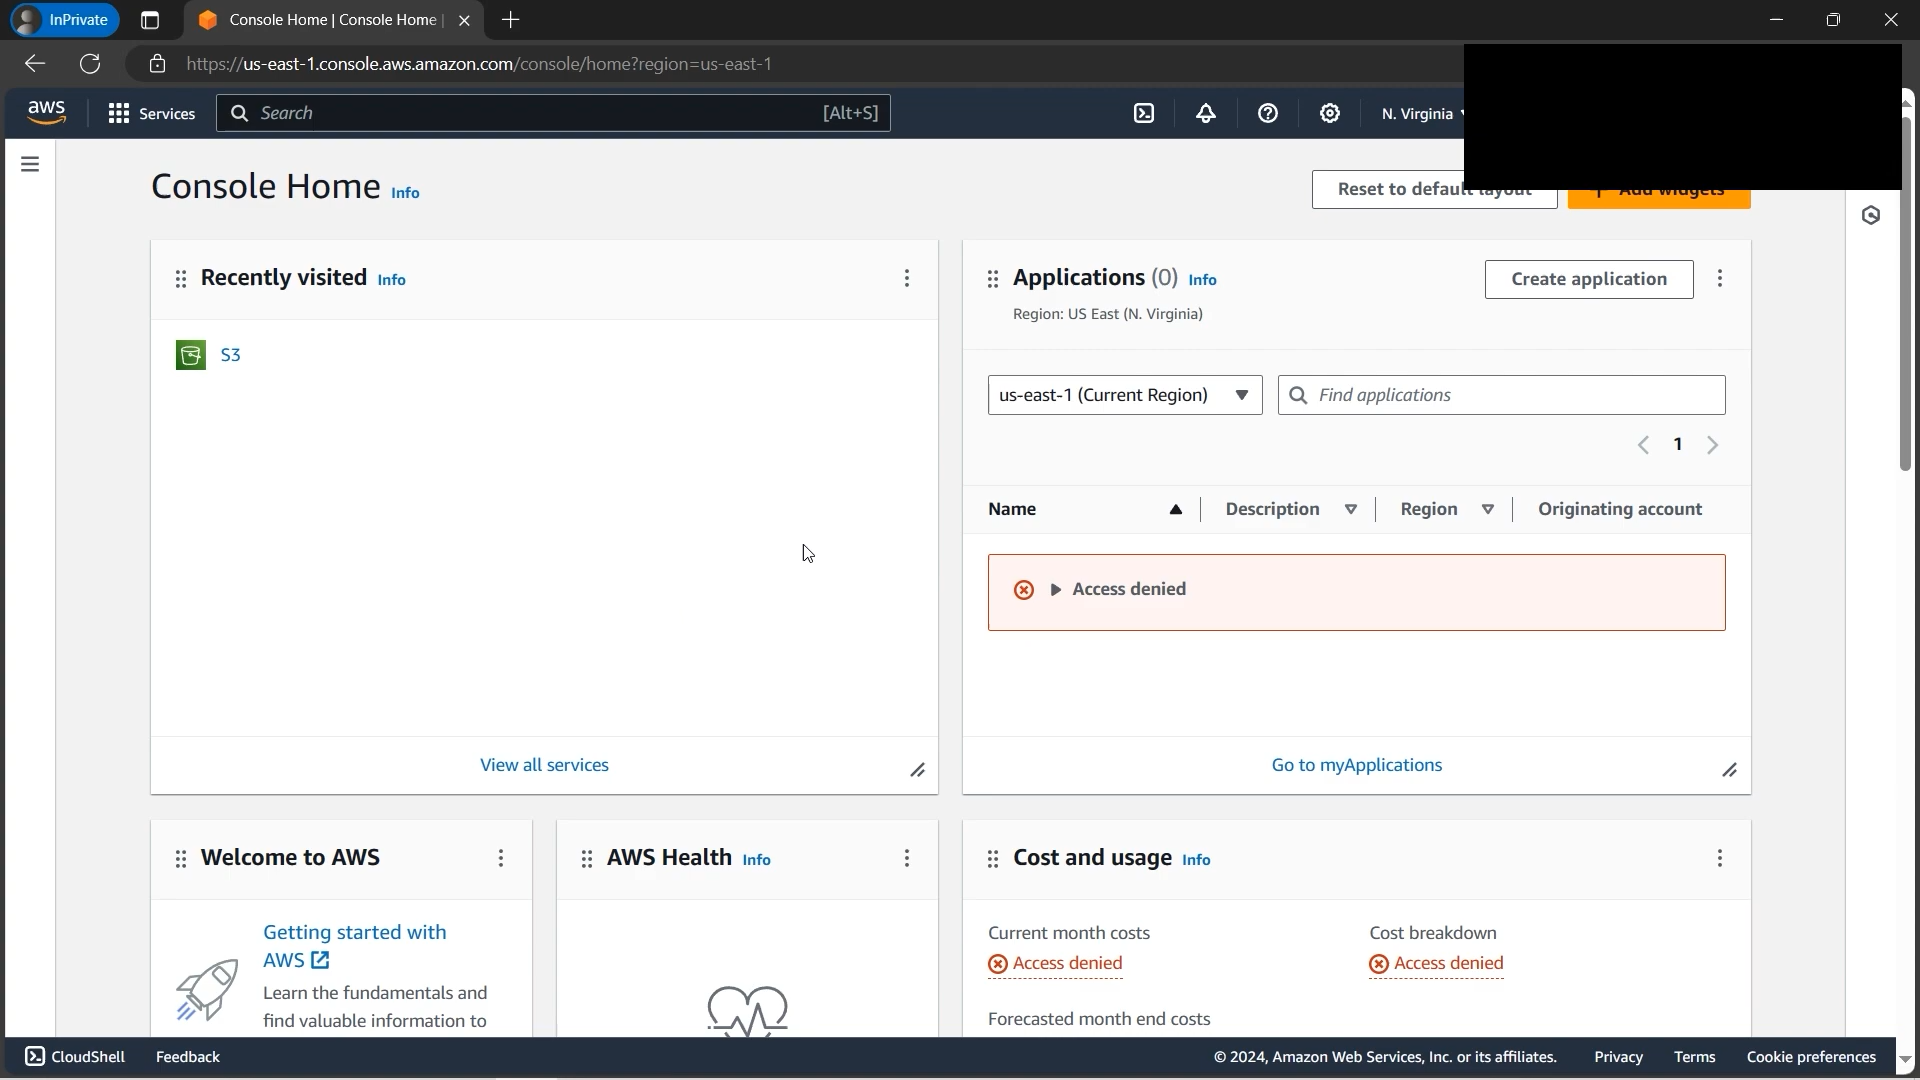 InPrivate
Console Home | Console Home |
https://us-east-1.console.aws.amazon.com/console/home?region=us-east-1
aws
Services
Search
[Alt+S]
N. Virginia
Console Home Info
Reset to default layout
Add widgets
Recently visited Info
S3
View all services
Applications (0) Info
Region: US East (N. Virginia)
Create application
us-east-1 (Current Region)
Find applications
1
Name
Description
Region
Originating account
Access denied
Go to myApplications
Welcome to AWS
Getting started with
AWS
Learn the fundamentals and
find valuable information to
AWS Health Info
Cost and usage Info
Current month costs
Access denied
Cost breakdown
Access denied
Forecasted month end costs
CloudShell
Feedback
© 2024, Amazon Web Services, Inc. or its affiliates.
Privacy
Terms
Cookie preferences